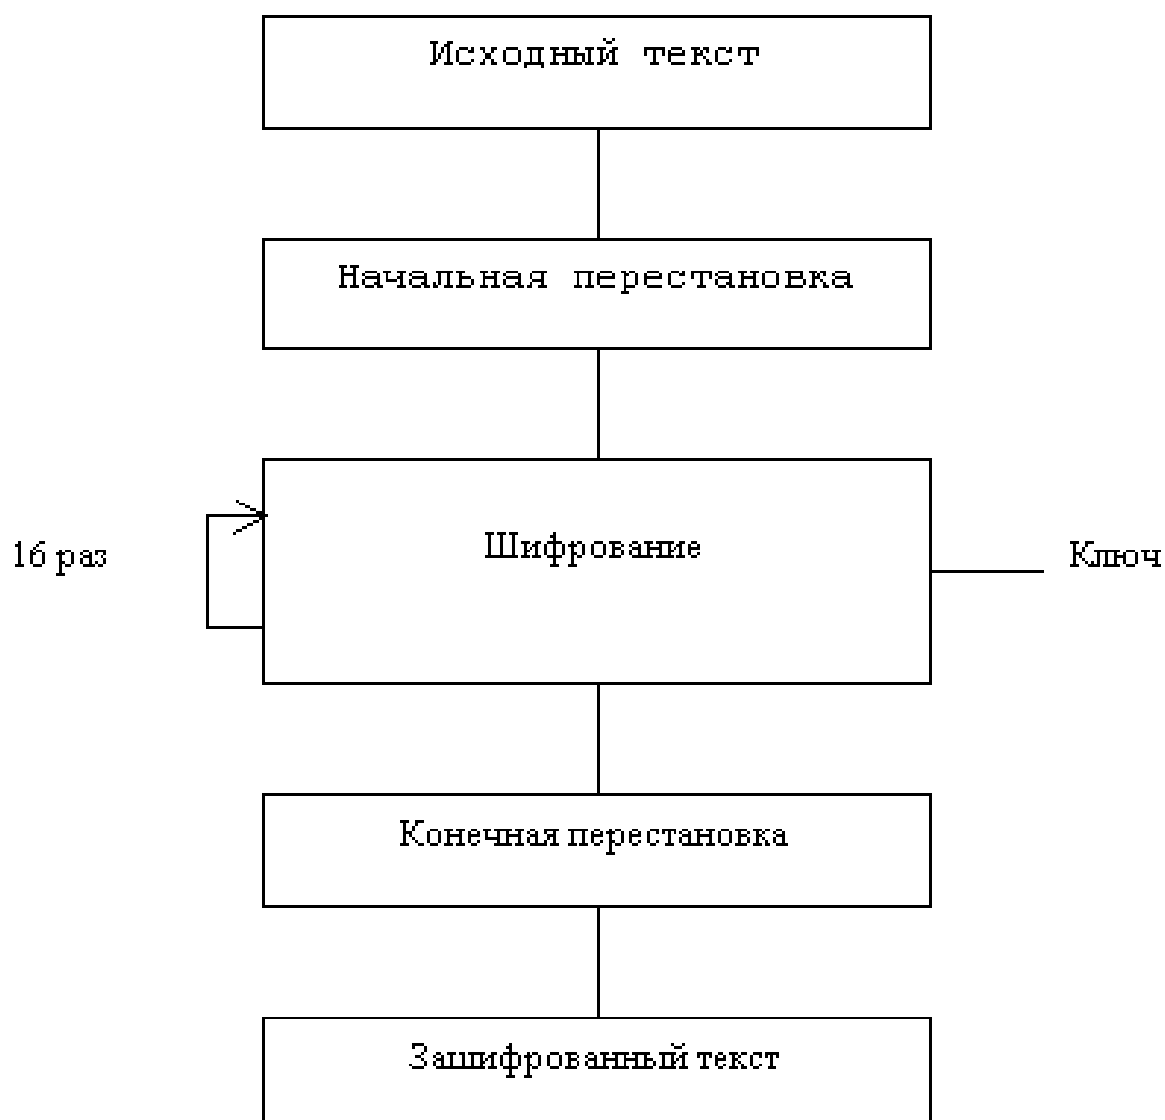 Исходный текст
Начальная перестановка
16 раз
Шифрование
Ключ
Конечная перестановка
Зашифрованный текст